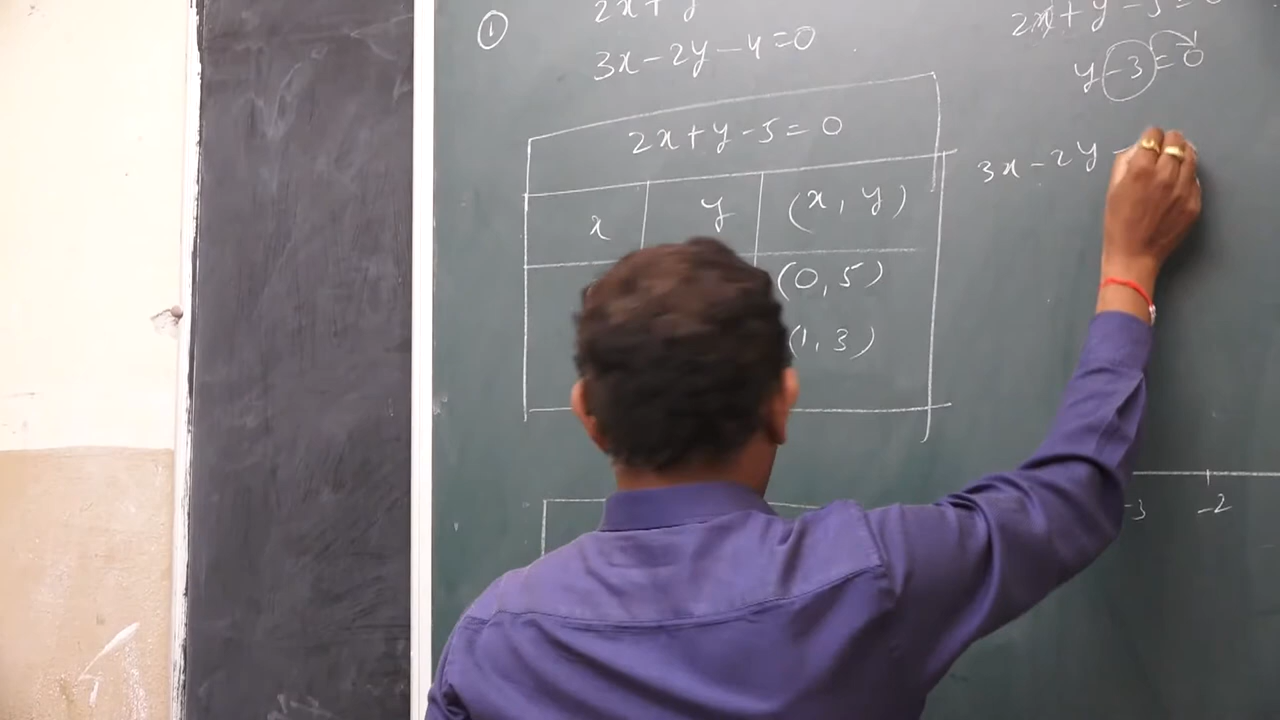 ①
2x+y
3x-2y-4=0
2x+y-5=0
x y (x, y)
(0, 5)
(1, 3)
2x+y-5=0
y-3=0
3x-2y-
-3 -2